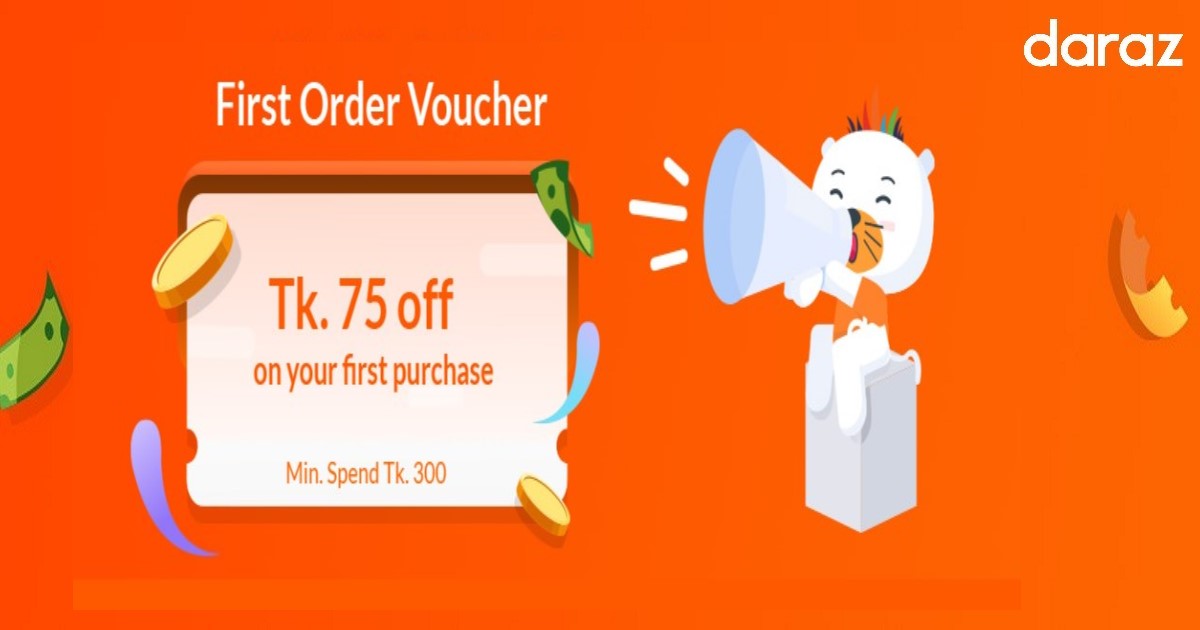 daraz
First Order Voucher
Tk. 75 off
on your first purchase
Min. Spend Tk. 300